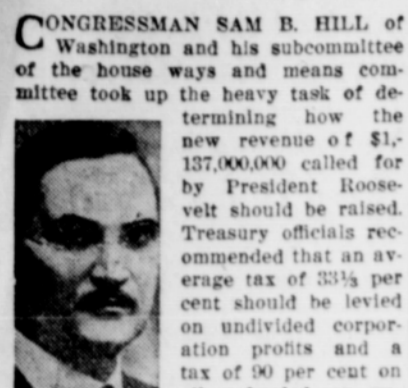 CONGRESSMAN SAM B. HILL of
Washington and his subcommittee
of the house ways and means com-
mittee took up the heavy task of de-
termining how the
new revenue of $1,-
137,000,000 called for
by President Roose-
velt should be raised.
Treasury officials rec-
ommended that an av-
erage tax of 33⅓ per
cent should be levied
on undivided corpor-
ation profits and a
tax of 90 per cent on